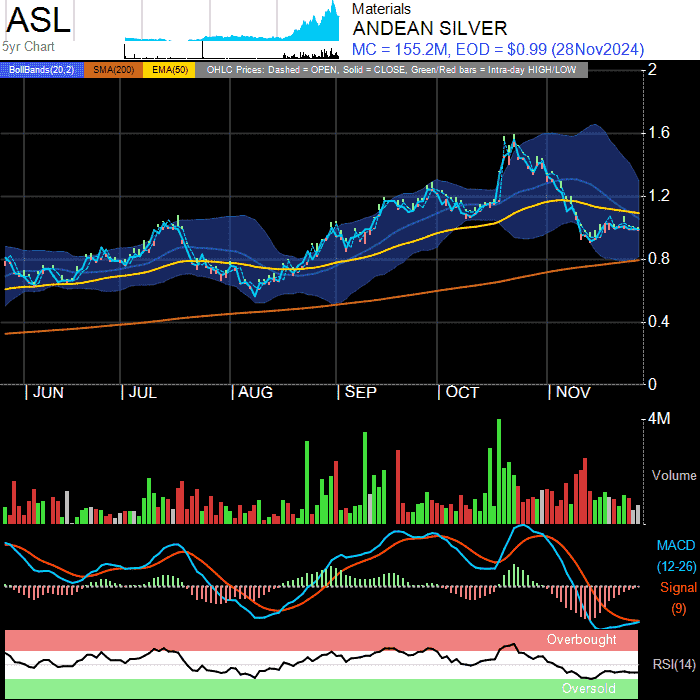 ASL
5yr Chart
Materials
ANDEAN SILVER
MC = 155.2M, EOD = $0.99 (28Nov2024)
BollBands(20,2) SMA(200) EMA(50) OHLC Prices: Dashed = OPEN, Solid = CLOSE, Green/Red bars = Intra-day HIGH/LOW
2
1.6
1.2
0.8
0.4
0
JUN JUL AUG SEP OCT NOV
4M
Volume
MACD
(12-26)
Signal
(9)
Overbought
RSI(14)
Oversold